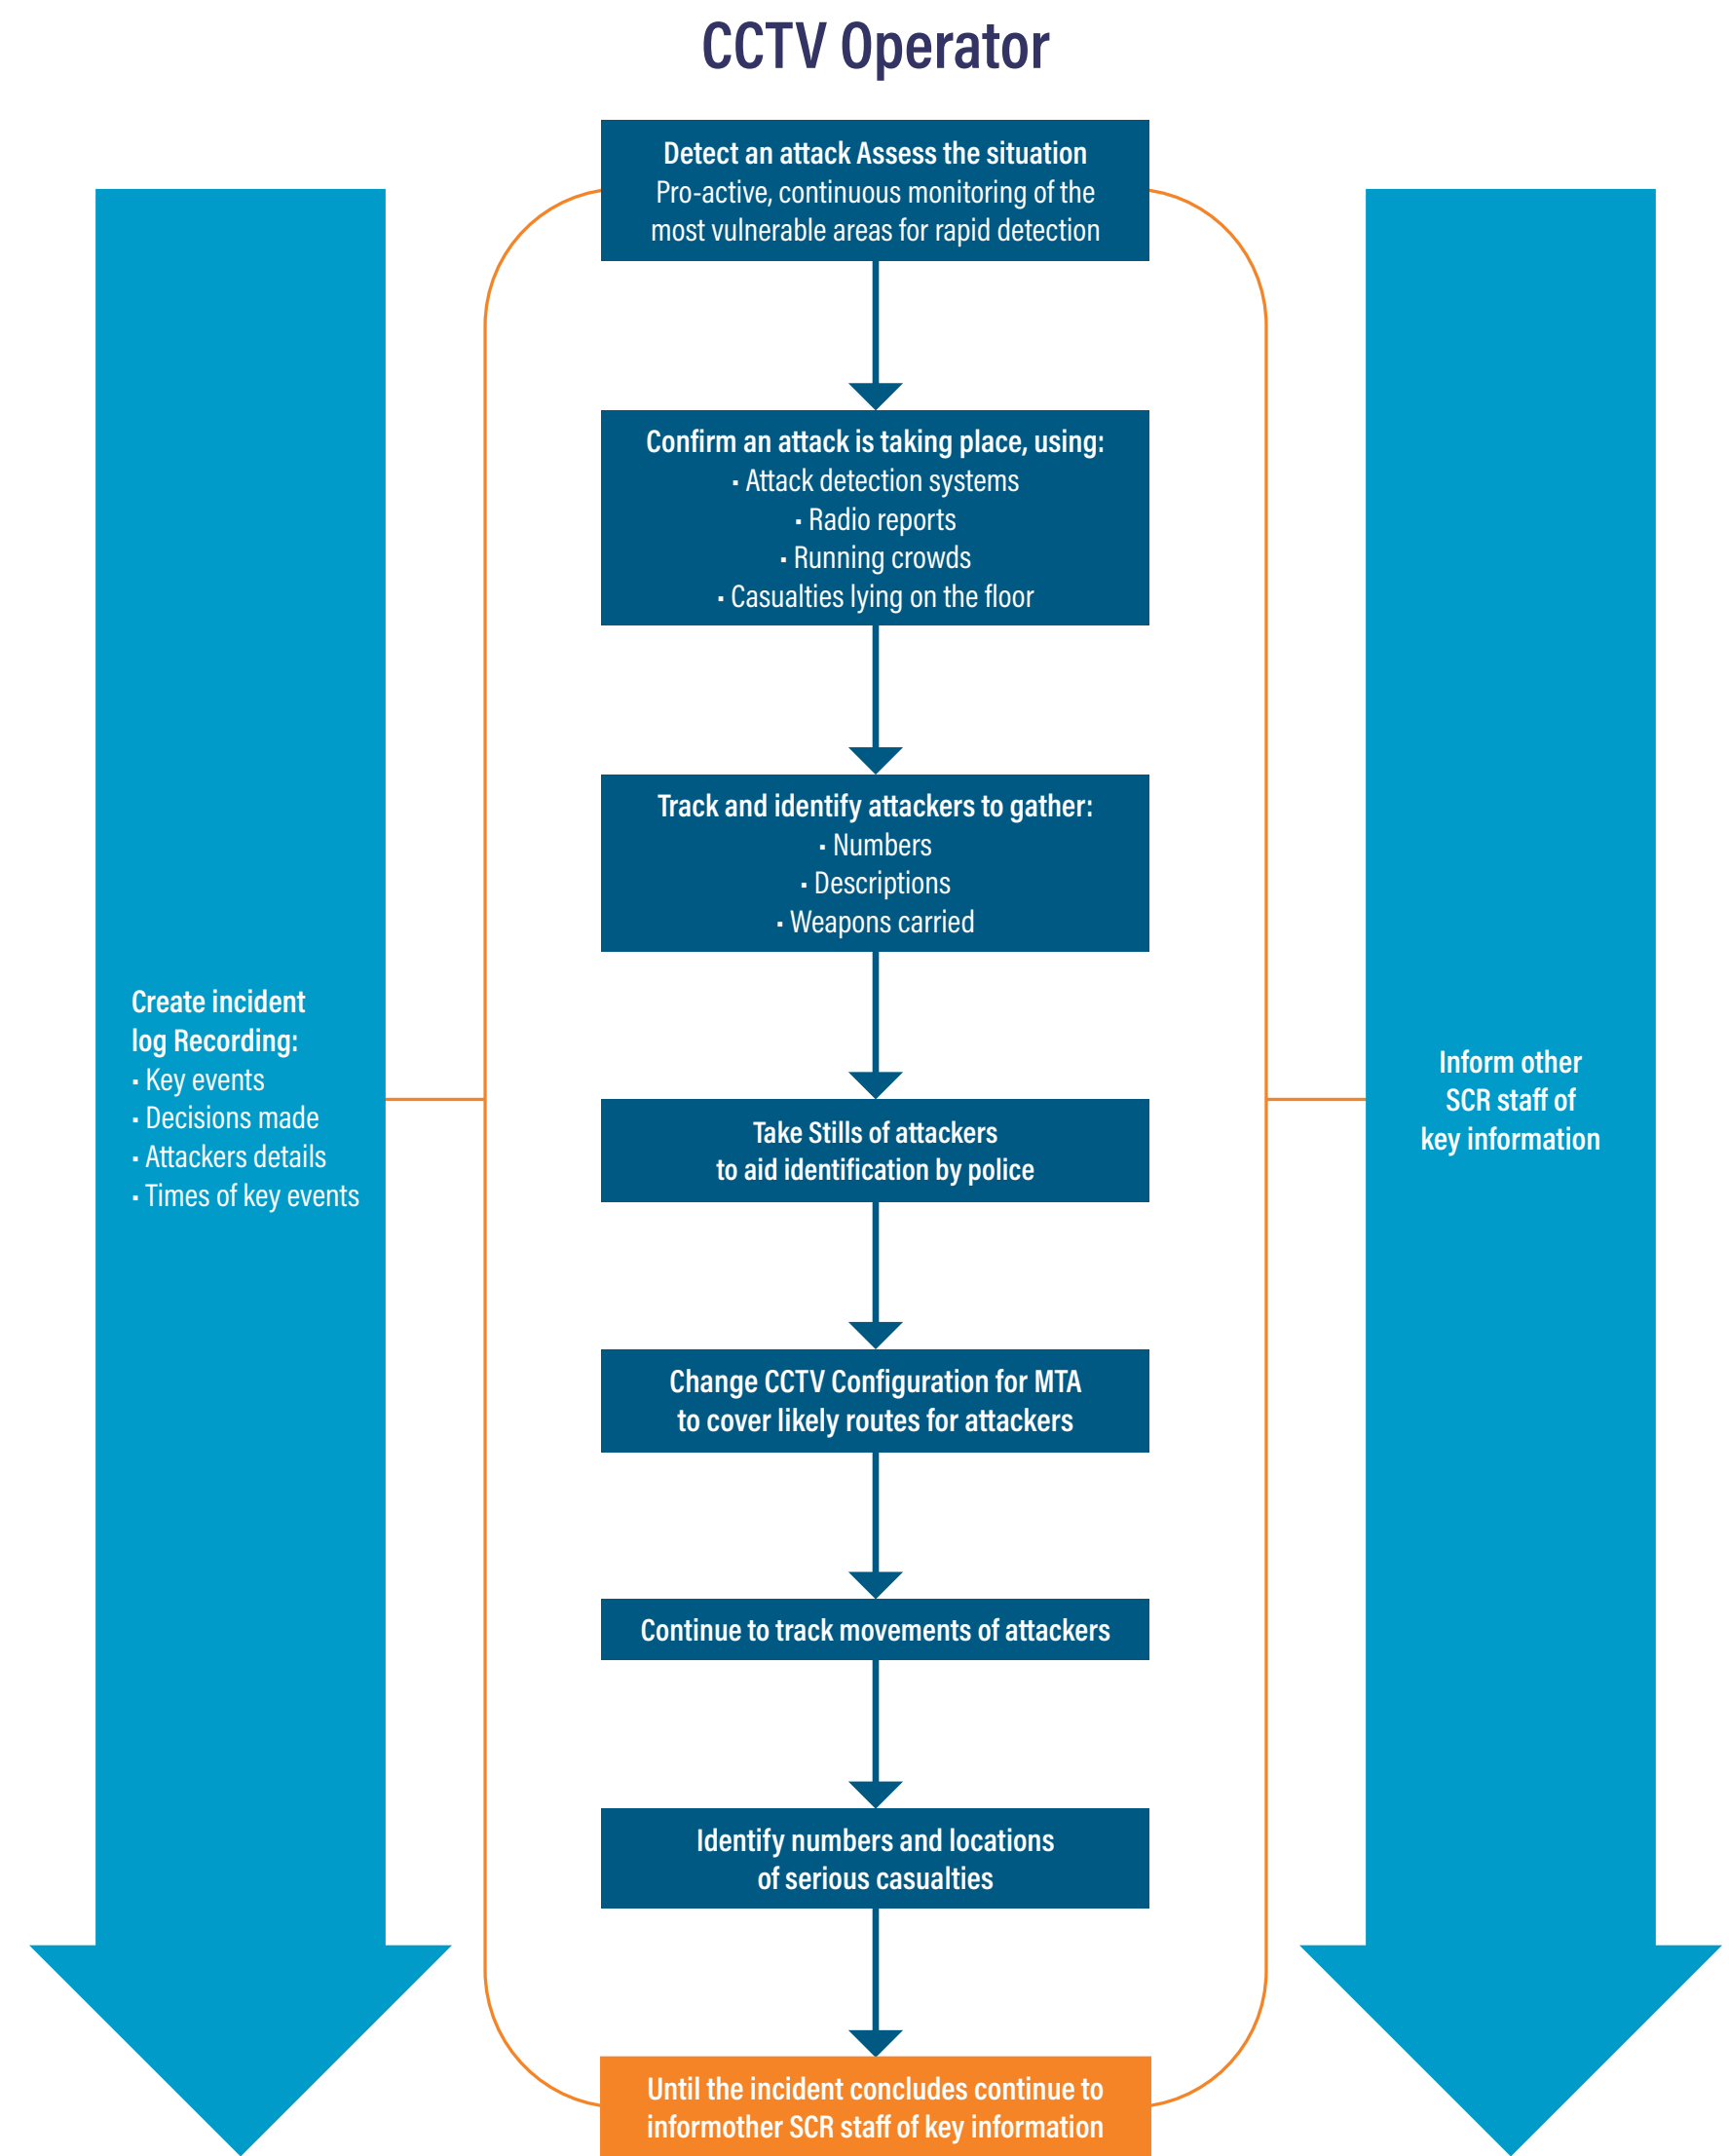 CCTV Operator
Detect an attack Assess the situation
Pro-active, continuous monitoring of the
most vulnerable areas for rapid detection
Confirm an attack is taking place, using:
▪ Attack detection systems
▪ Radio reports
▪ Running crowds
▪ Casualties lying on the floor
Track and identify attackers to gather:
▪ Numbers
▪ Descriptions
▪ Weapons carried
Create incident
log Recording:
▪ Key events
▪ Decisions made
▪ Attackers details
▪ Times of key events
Inform other
SCR staff of
key information
Take Stills of attackers
to aid identification by police
Change CCTV Configuration for MTA
to cover likely routes for attackers
Continue to track movements of attackers
Identify numbers and locations
of serious casualties
Until the incident concludes continue to
informother SCR staff of key information